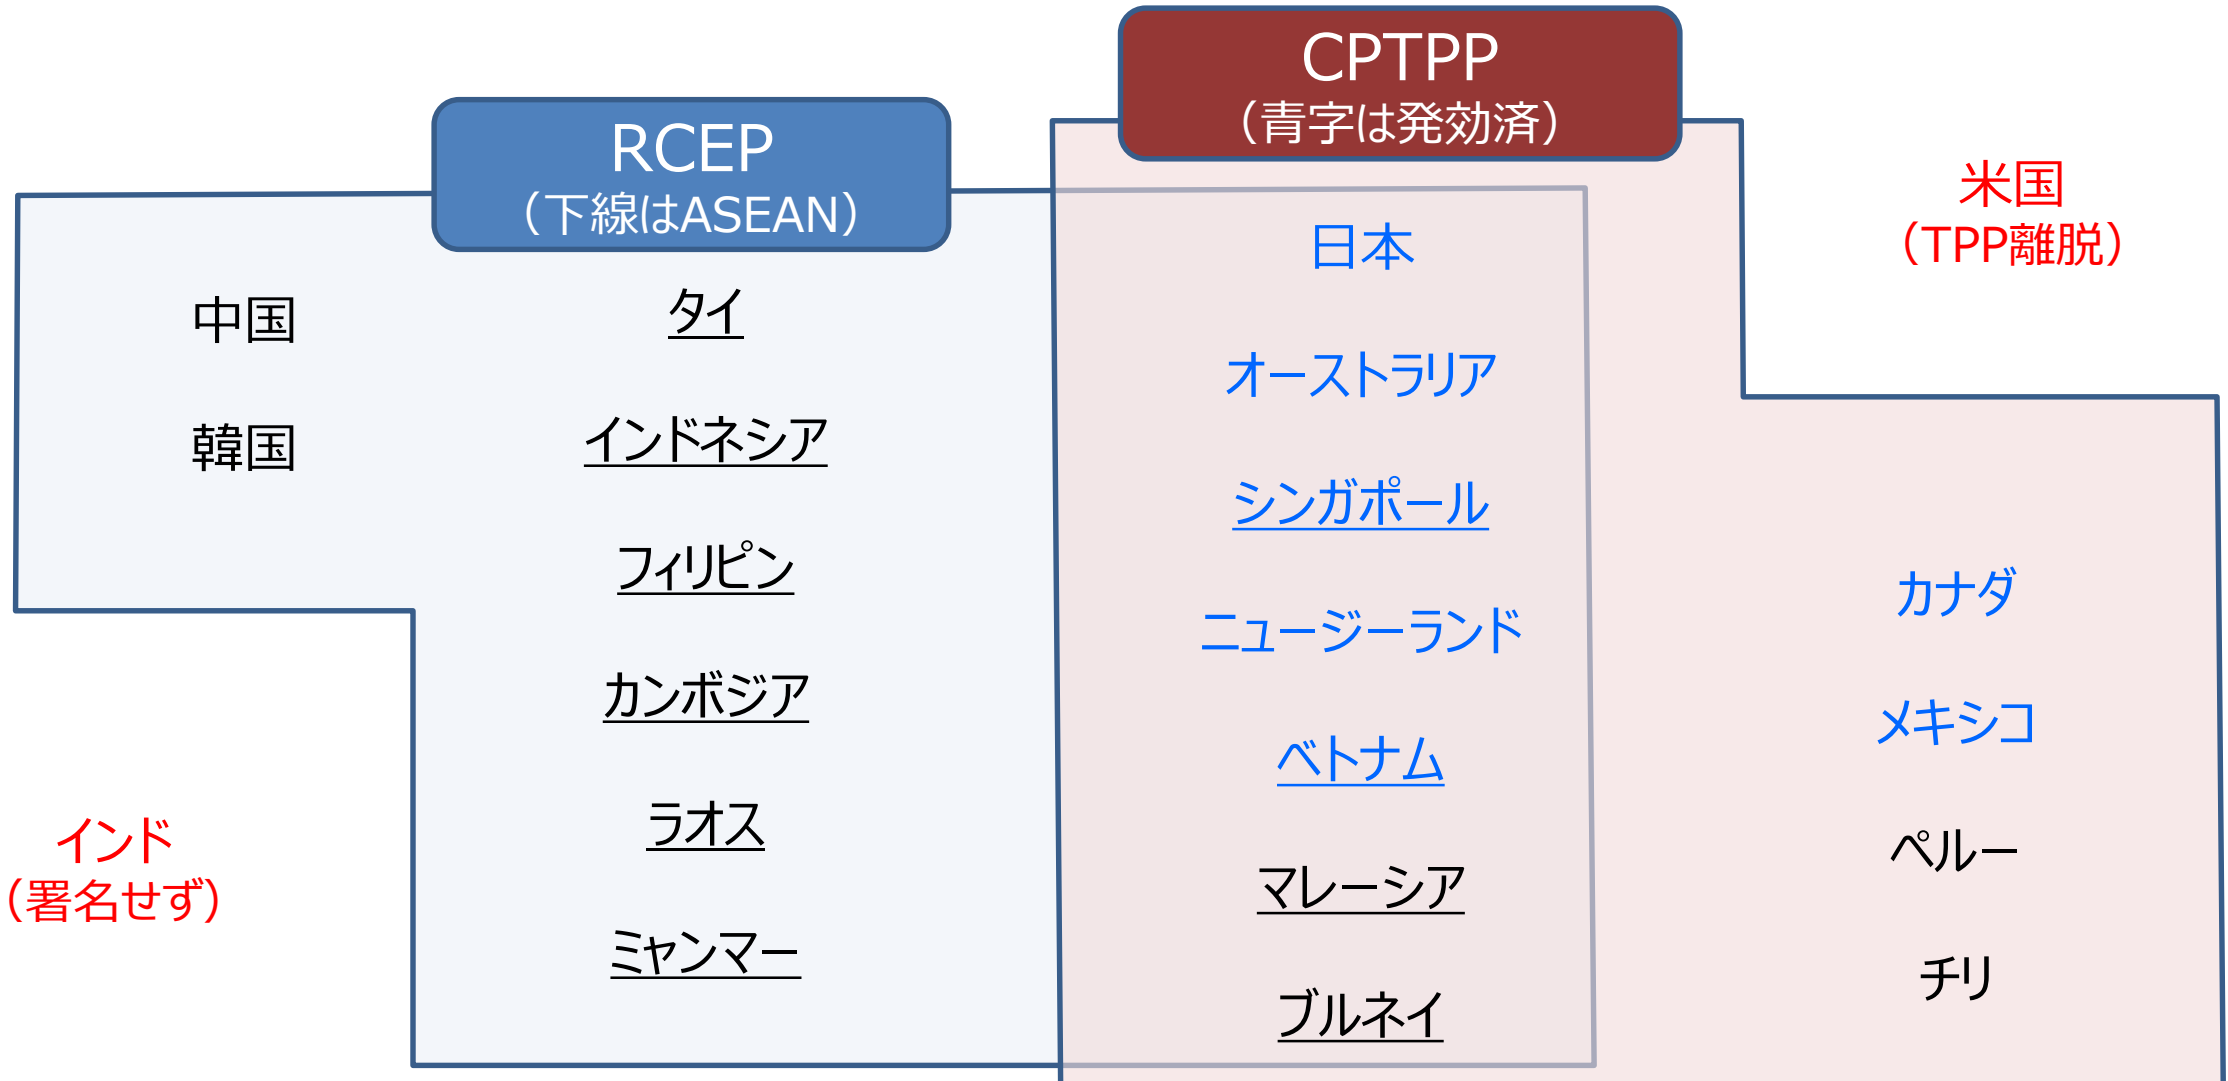 CPTPP
（青字は発効済）
RCEP
（下線はASEAN）
米国
（TPP離脱）
中国
韓国
インド
（署名せず）
タイ
インドネシア
フィリピン
カンボジア
ラオス
ミャンマー
日本
オーストラリア
シンガポール
ニュージーランド
ベトナム
マレーシア
ブルネイ
カナダ
メキシコ
ペルー
チリ